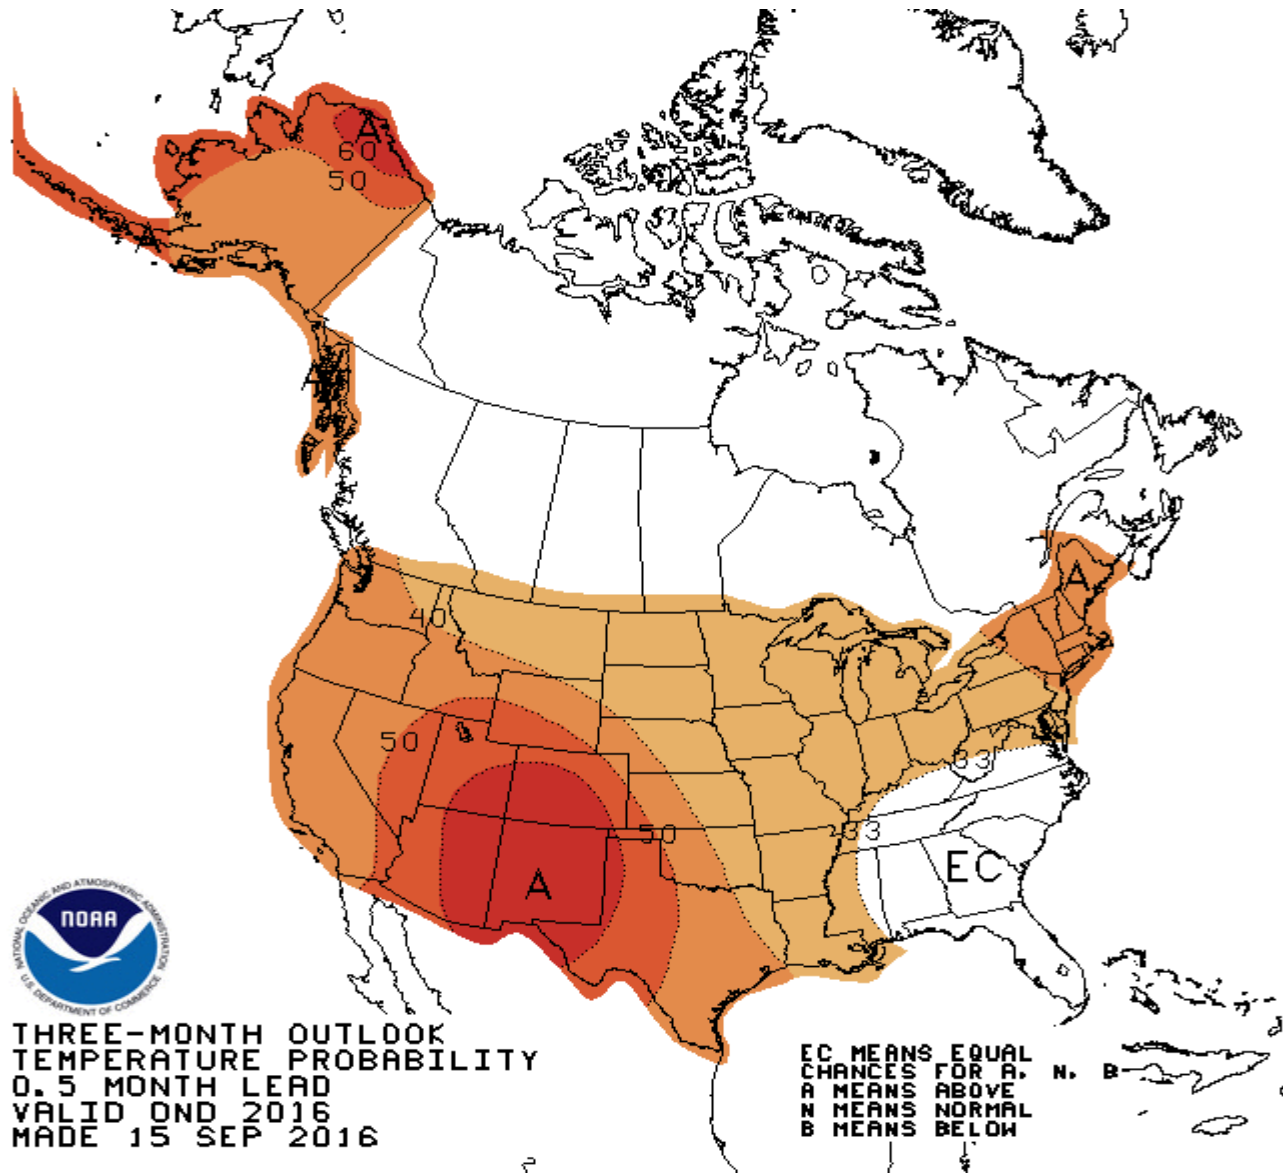 A
60
50
A
A
A
40
50
33
50
33
EC
A
NATIONAL OCEANIC AND ATMOSPHERIC ADMINISTRATION
NOAA
U.S. DEPARTMENT OF COMMERCE
THREE-MONTH OUTLOOK
TEMPERATURE PROBABILITY
0.5 MONTH LEAD
VALID OND 2016
MADE 15 SEP 2016
EC MEANS EQUAL
CHANCES FOR A, N, B
A MEANS ABOVE
N MEANS NORMAL
B MEANS BELOW